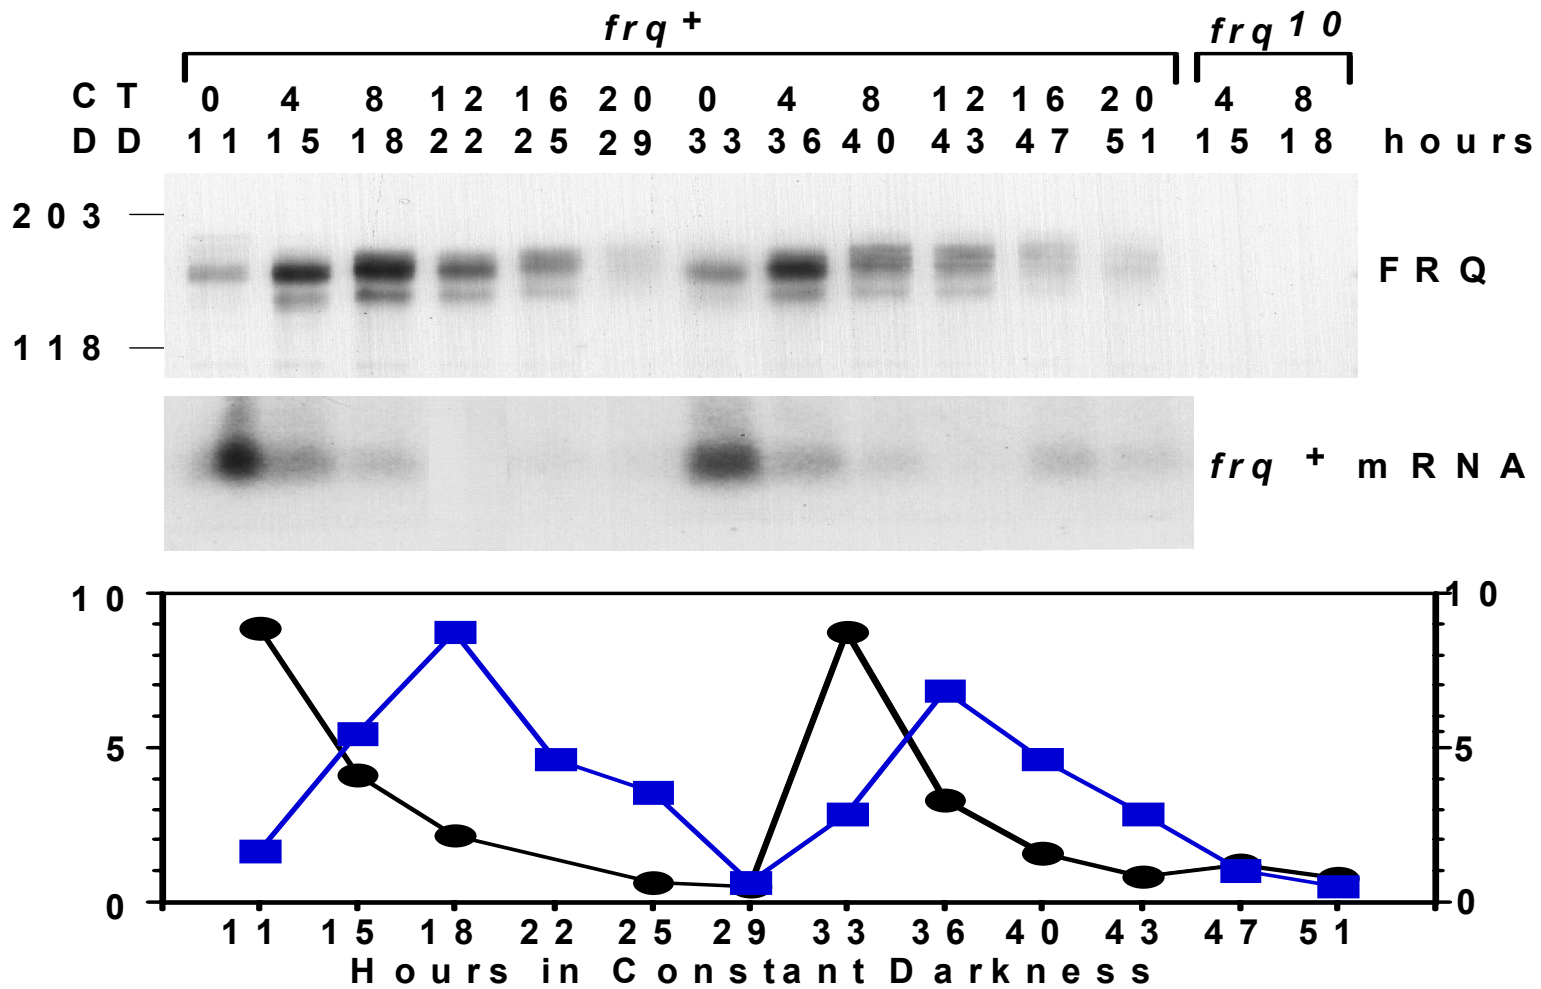 frq + frq 10
CT 0 4 8 12 16 20 0 4 8 12 16 20 4 8
DD 11 15 18 22 25 29 33 36 40 43 47 51 15 18 hours
203
FRQ
118
frq + mRNA
10 10
5 5
0 0
11 15 18 22 25 29 33 36 40 43 47 51
Hours in Constant Darkness